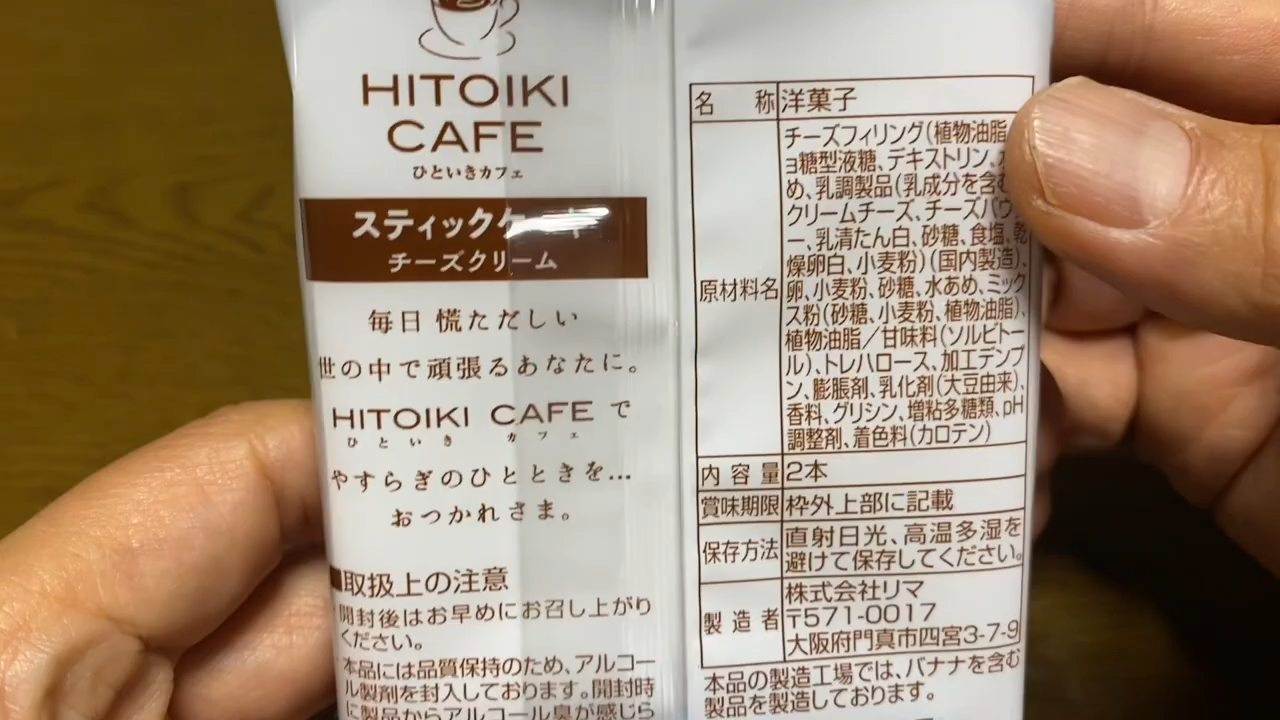 HITOIKI
CAFE
ひといきカフェ
スティックケーキ
チーズクリーム
毎日 慌ただしい
世の中で頑張るあなたに。
HITOIKI CAFE で
ひといき カフェ
やすらぎのひとときを…
おつかれさま。
■取扱上の注意
開封後はお早めにお召し上がり
ください。
本品には品質保持のため、アルコー
ル製剤を封入しております。開封時
に製品からアルコール臭が感じら
名称 洋菓子
原材料名
チーズフィリング(植物油脂
ョ糖型液糖、デキストリン、
め、乳調製品(乳成分を含む
クリームチーズ、チーズパウ
ー、乳清たん白、砂糖、食塩、乾
燥卵白、小麦粉)(国内製造)、
卵、小麦粉、砂糖、水あめ、ミック
ス粉(砂糖、小麦粉、植物油脂)、
植物油脂／甘味料(ソルビトー
ル)、トレハロース、加工デンプ
ン、膨脹剤、乳化剤(大豆由来)、
香料、グリシン、増粘多糖類、pH
調整剤、着色料(カロテン)
内容量 2本
賞味期限 枠外上部に記載
保存方法 直射日光、高温多湿を
避けて保存してください。
製造者 株式会社リマ
〒571-0017
大阪府門真市四宮3-7-9
本品の製造工場では、バナナを含む
製品を製造しております。